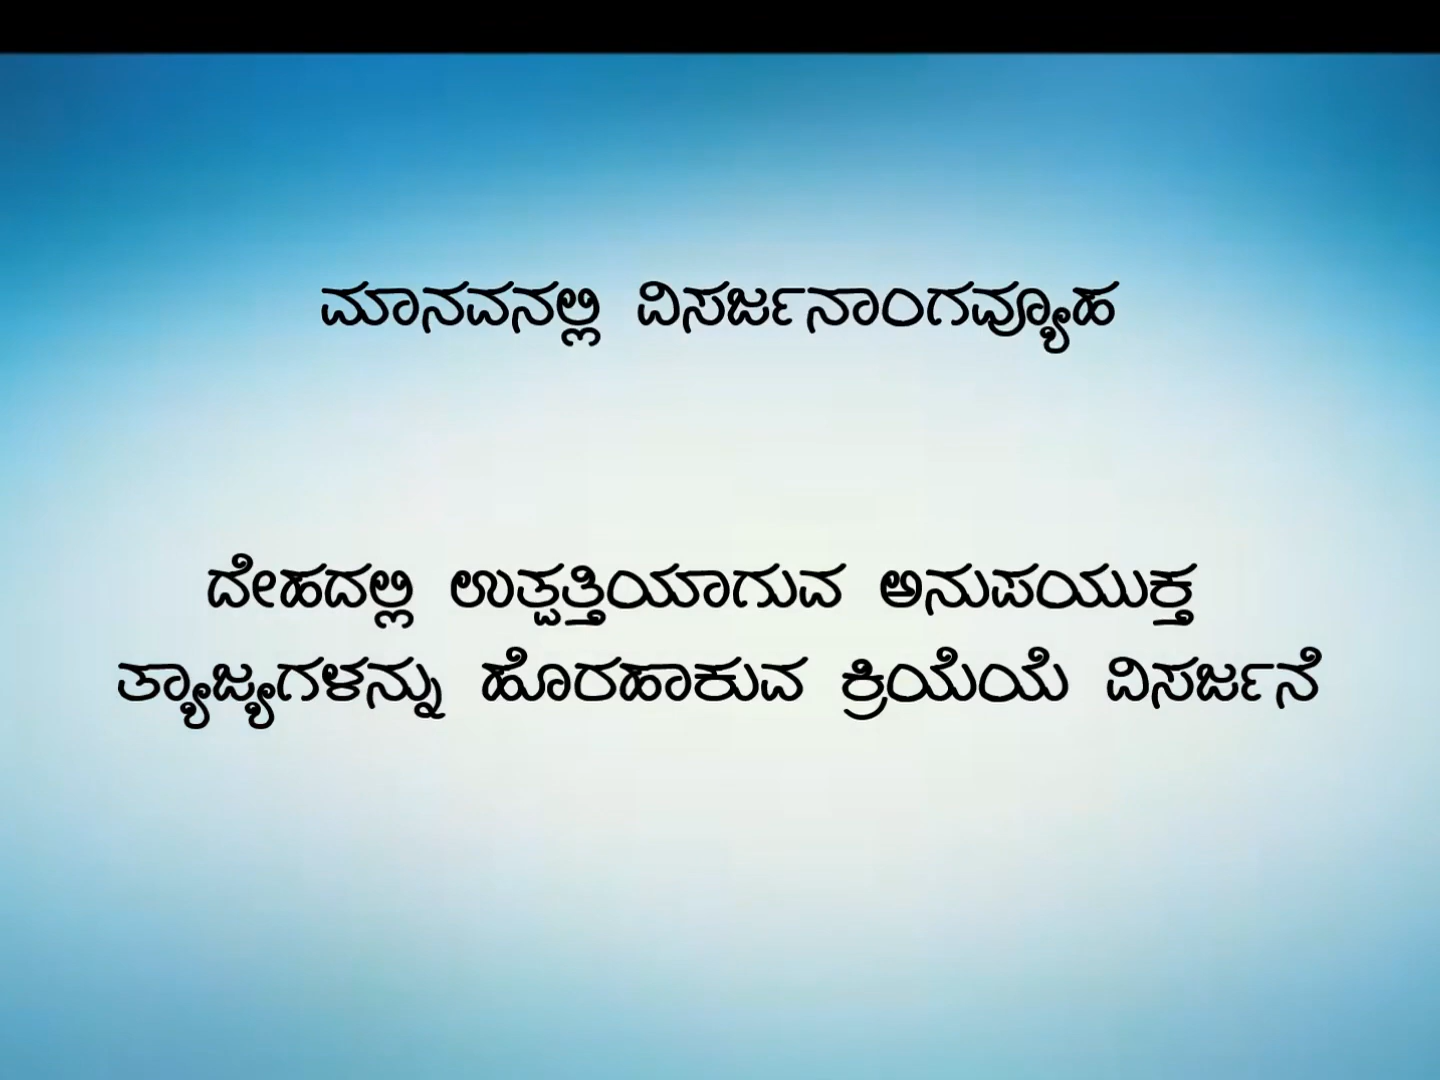 ಮಾನವನಲ್ಲಿ ವಿಸರ್ಜನಾಂಗವ್ಯೂಹ
ದೇಹದಲ್ಲಿ ಉತ್ಪತ್ತಿಯಾಗುವ ಅನುಪಯುಕ್ತ
ತ್ಯಾಜ್ಯಗಳನ್ನು ಹೊರಹಾಕುವ ಕ್ರಿಯೆಯೆ ವಿಸರ್ಜನೆ